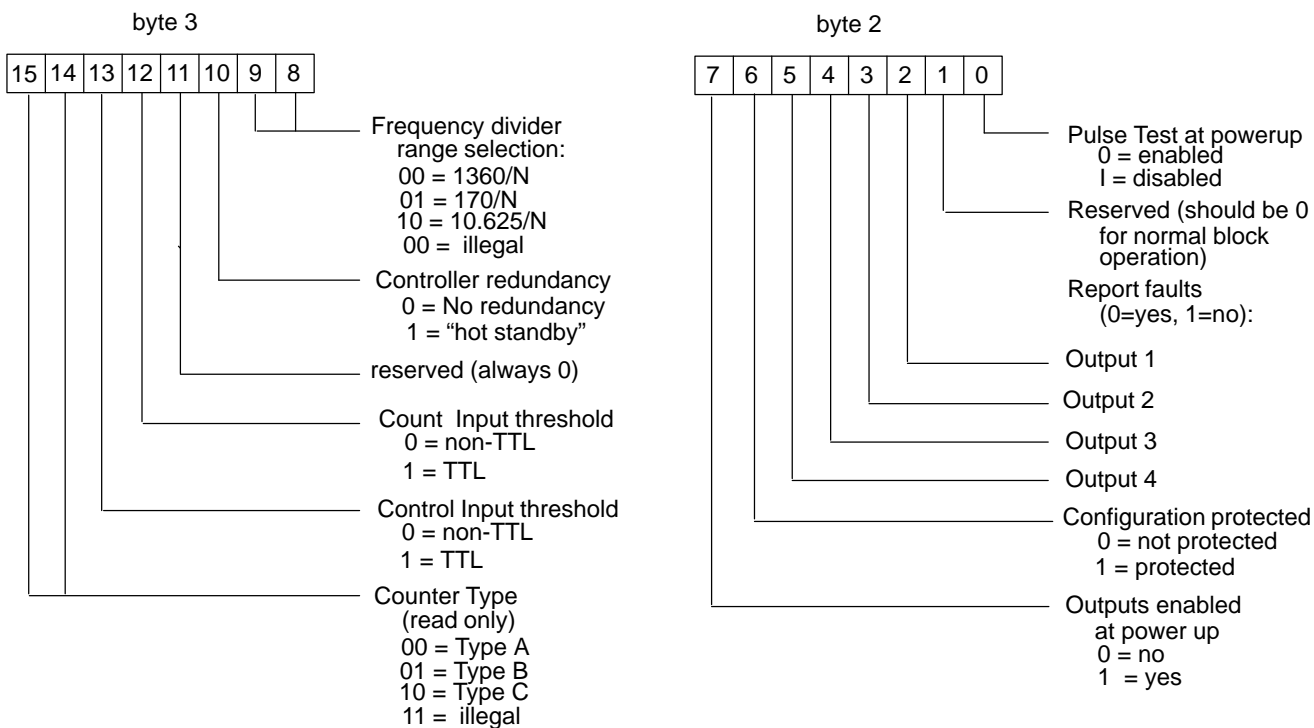 byte 3
15 14 13 12 11 10 9 8
Frequency divider
range selection:
00 = 1360/N
01 = 170/N
10 = 10.625/N
00 = illegal
Controller redundancy
0 = No redundancy
1 = “hot standby”
reserved (always 0)
Count Input threshold
0 = non-TTL
1 = TTL
Control Input threshold
0 = non-TTL
1 = TTL
Counter Type
(read only)
00 = Type A
01 = Type B
10 = Type C
11 = illegal
byte 2
7 6 5 4 3 2 1 0
Pulse Test at powerup
0 = enabled
I = disabled
Reserved (should be 0
for normal block
operation)
Report faults
(0=yes, 1=no):
Output 1
Output 2
Output 3
Output 4
Configuration protected
0 = not protected
1 = protected
Outputs enabled
at power up
0 = no
1 = yes